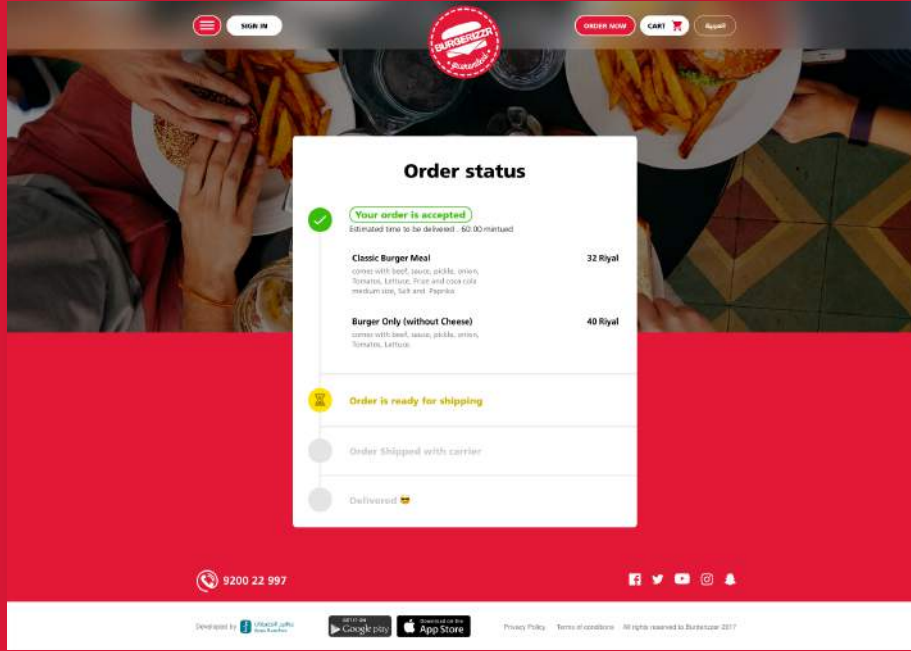 SIGN IN
BURGERIZZR
guaranteed
ORDER NOW
CART
العربية
Order status
Your order is accepted
Estimated time to be delivered . 60:00 mintued
Classic Burger Meal
32 Riyal
comes with beef, sauce, pickle, onion,
Tomatos, Lettuce, Fries and coca cola
medium size, Salt and Paprika
Burger Only (without Cheese)
40 Riyal
comes with beef, sauce, pickle, onion,
Tomatos, Lettuce
Order is ready for shipping
Order Shipped with carrier
Delivered 😎
9200 22 997
Developed by
GET IT ON
Google play
Download on the
App Store
Privacy Policy
Terms of conditions
All rights reserved to Burgerizzr 2017